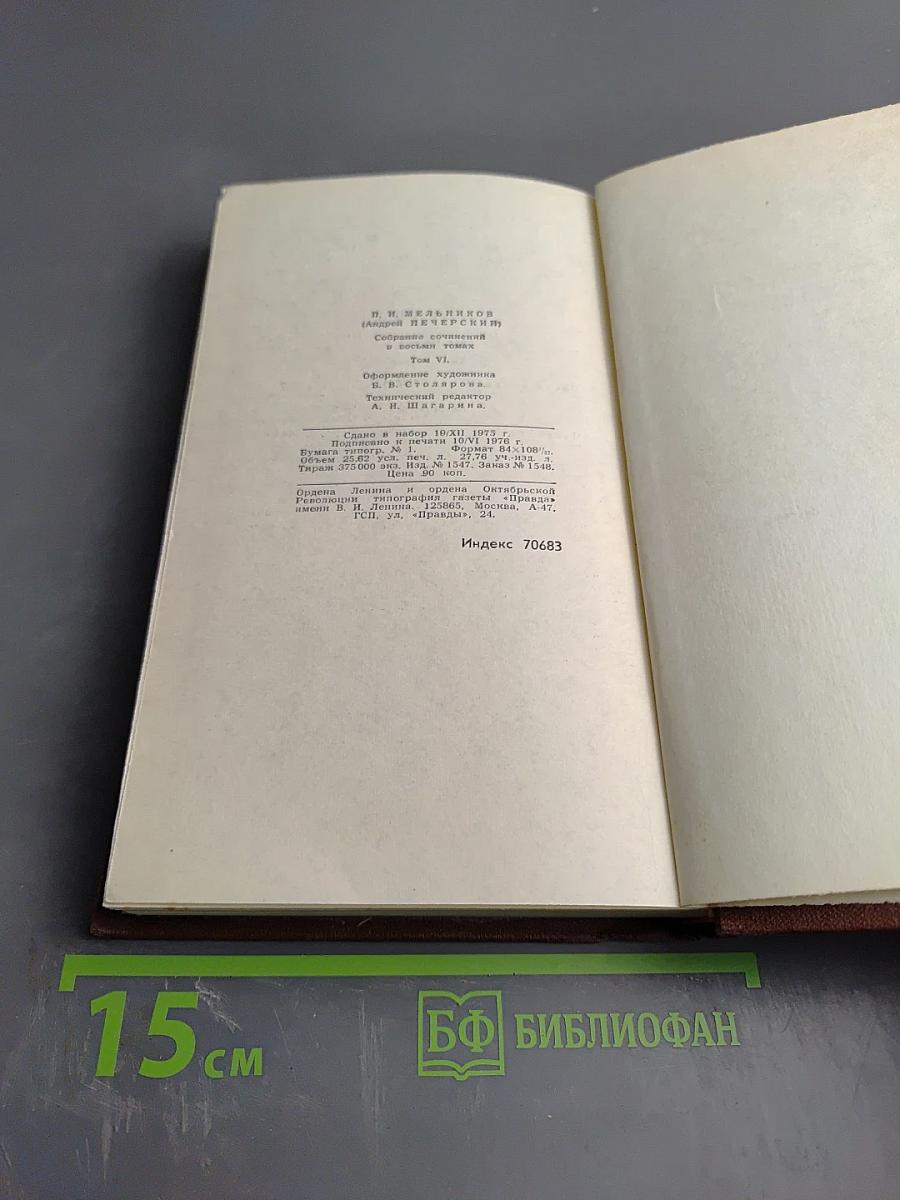 П. И. МЕЛЬНИКОВ
(Андрей ПЕЧЕРСКИЙ)
Собрание сочинений
в восьми томах
Том VI.
Оформление художника
Б. В. Столярова.
Технический редактор
А. И. Шагарина.
Сдано в набор 19/XII 1975 г.
Подписано к печати 10/VI 1976 г.
Бумага типогр. № 1. Формат 84×108¹/₃₂.
Объем 25,62 усл. печ. л. 27,76 уч.-изд. л.
Тираж 375 000 экз. Изд. № 1547. Заказ № 1548.
Цена 90 коп.
Ордена Ленина и ордена Октябрьской
Революции типография газеты «Правда»
имени В. И. Ленина. 125865, Москва, А-47,
ГСП, ул. «Правды», 24.
Индекс 70683
15 см
БФ БИБЛИОФАН